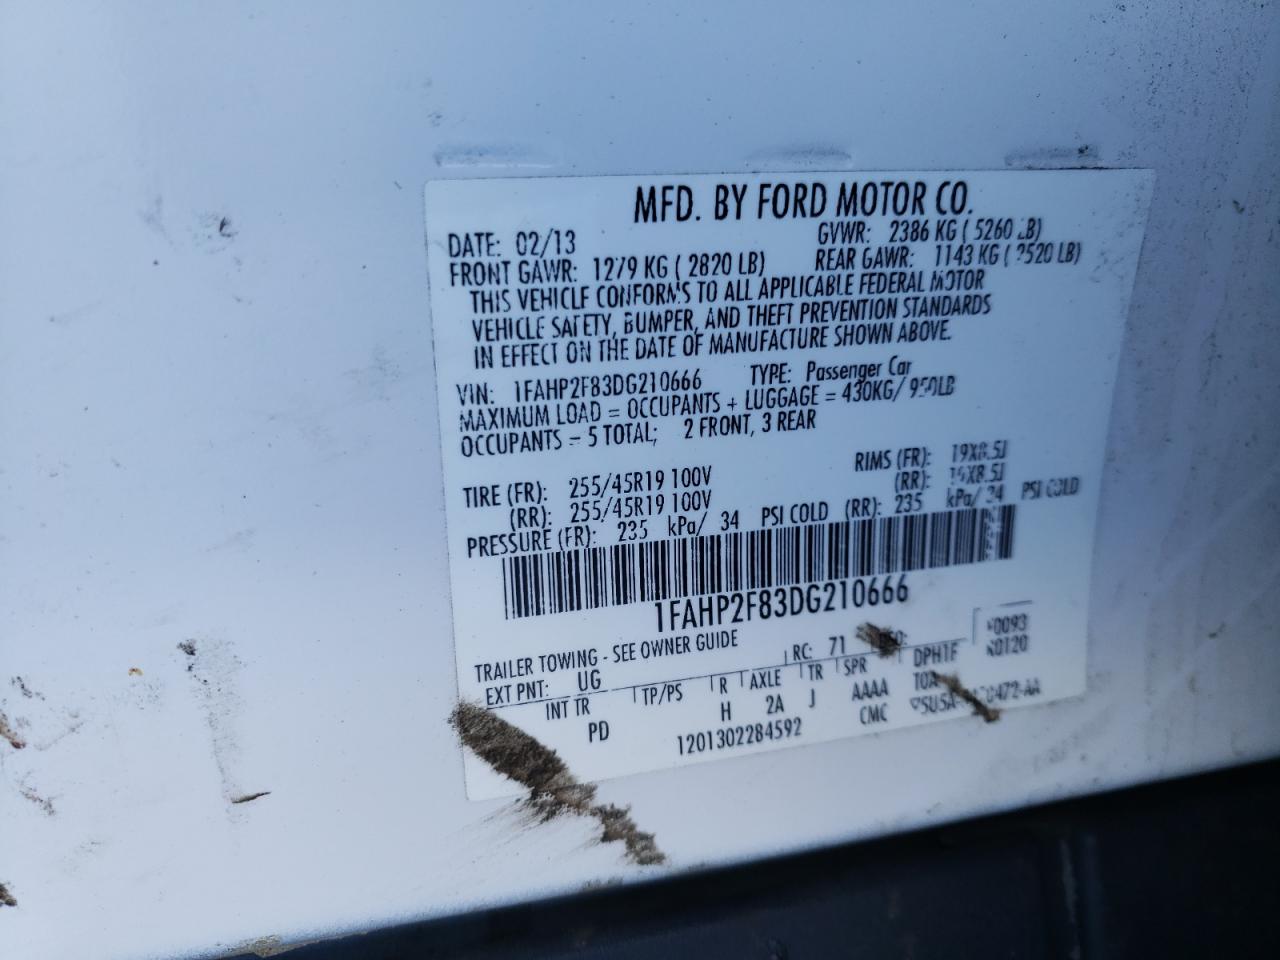 MFD. BY FORD MOTOR CO.
DATE: 02/13 GVWR: 2386 KG ( 5260 LB)
FRONT GAWR: 1279 KG ( 2820 LB) REAR GAWR: 1143 KG ( 2520 LB)
THIS VEHICLE CONFORMS TO ALL APPLICABLE FEDERAL MOTOR
VEHICLE SAFETY, BUMPER, AND THEFT PREVENTION STANDARDS
IN EFFECT ON THE DATE OF MANUFACTURE SHOWN ABOVE.
VIN: 1FAHP2F83DG210666 TYPE: Passenger Car
MAXIMUM LOAD = OCCUPANTS + LUGGAGE = 430KG/ 950LB
OCCUPANTS = 5 TOTAL; 2 FRONT, 3 REAR
TIRE (FR): 255/45R19 100V RIMS (FR): 19X8.5J
(RR): 255/45R19 100V (RR): 19X8.5J
PRESSURE (FR): 235 kPa/ 34 PSI COLD (RR): 235 kPa/ 34 PSI COLD
1FAHP2F83DG210666
TRAILER TOWING - SEE OWNER GUIDE
EXT PNT: UG RC: 71 DSO: 
INT TR TP/PS R AXLE TR SPR DPH1F
PD H 2A J AAAA
1201302284592 CMC